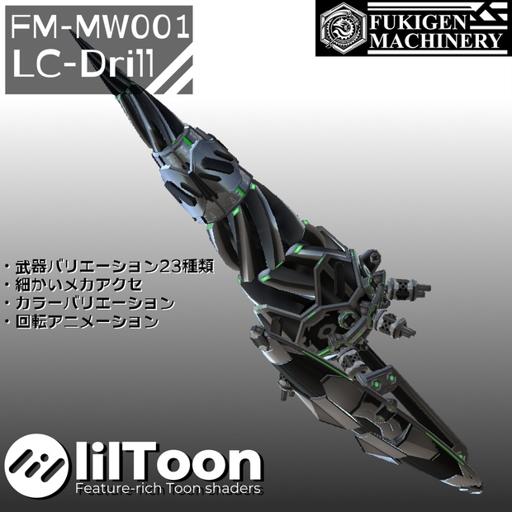 FM-MW001
LC-Drill
FUKIGEN
MACHINERY
・武器バリエーション23種類
・細かいメカアクセ
・カラーバリエーション
・回転アニメーション
lilToon
Feature-rich Toon shaders